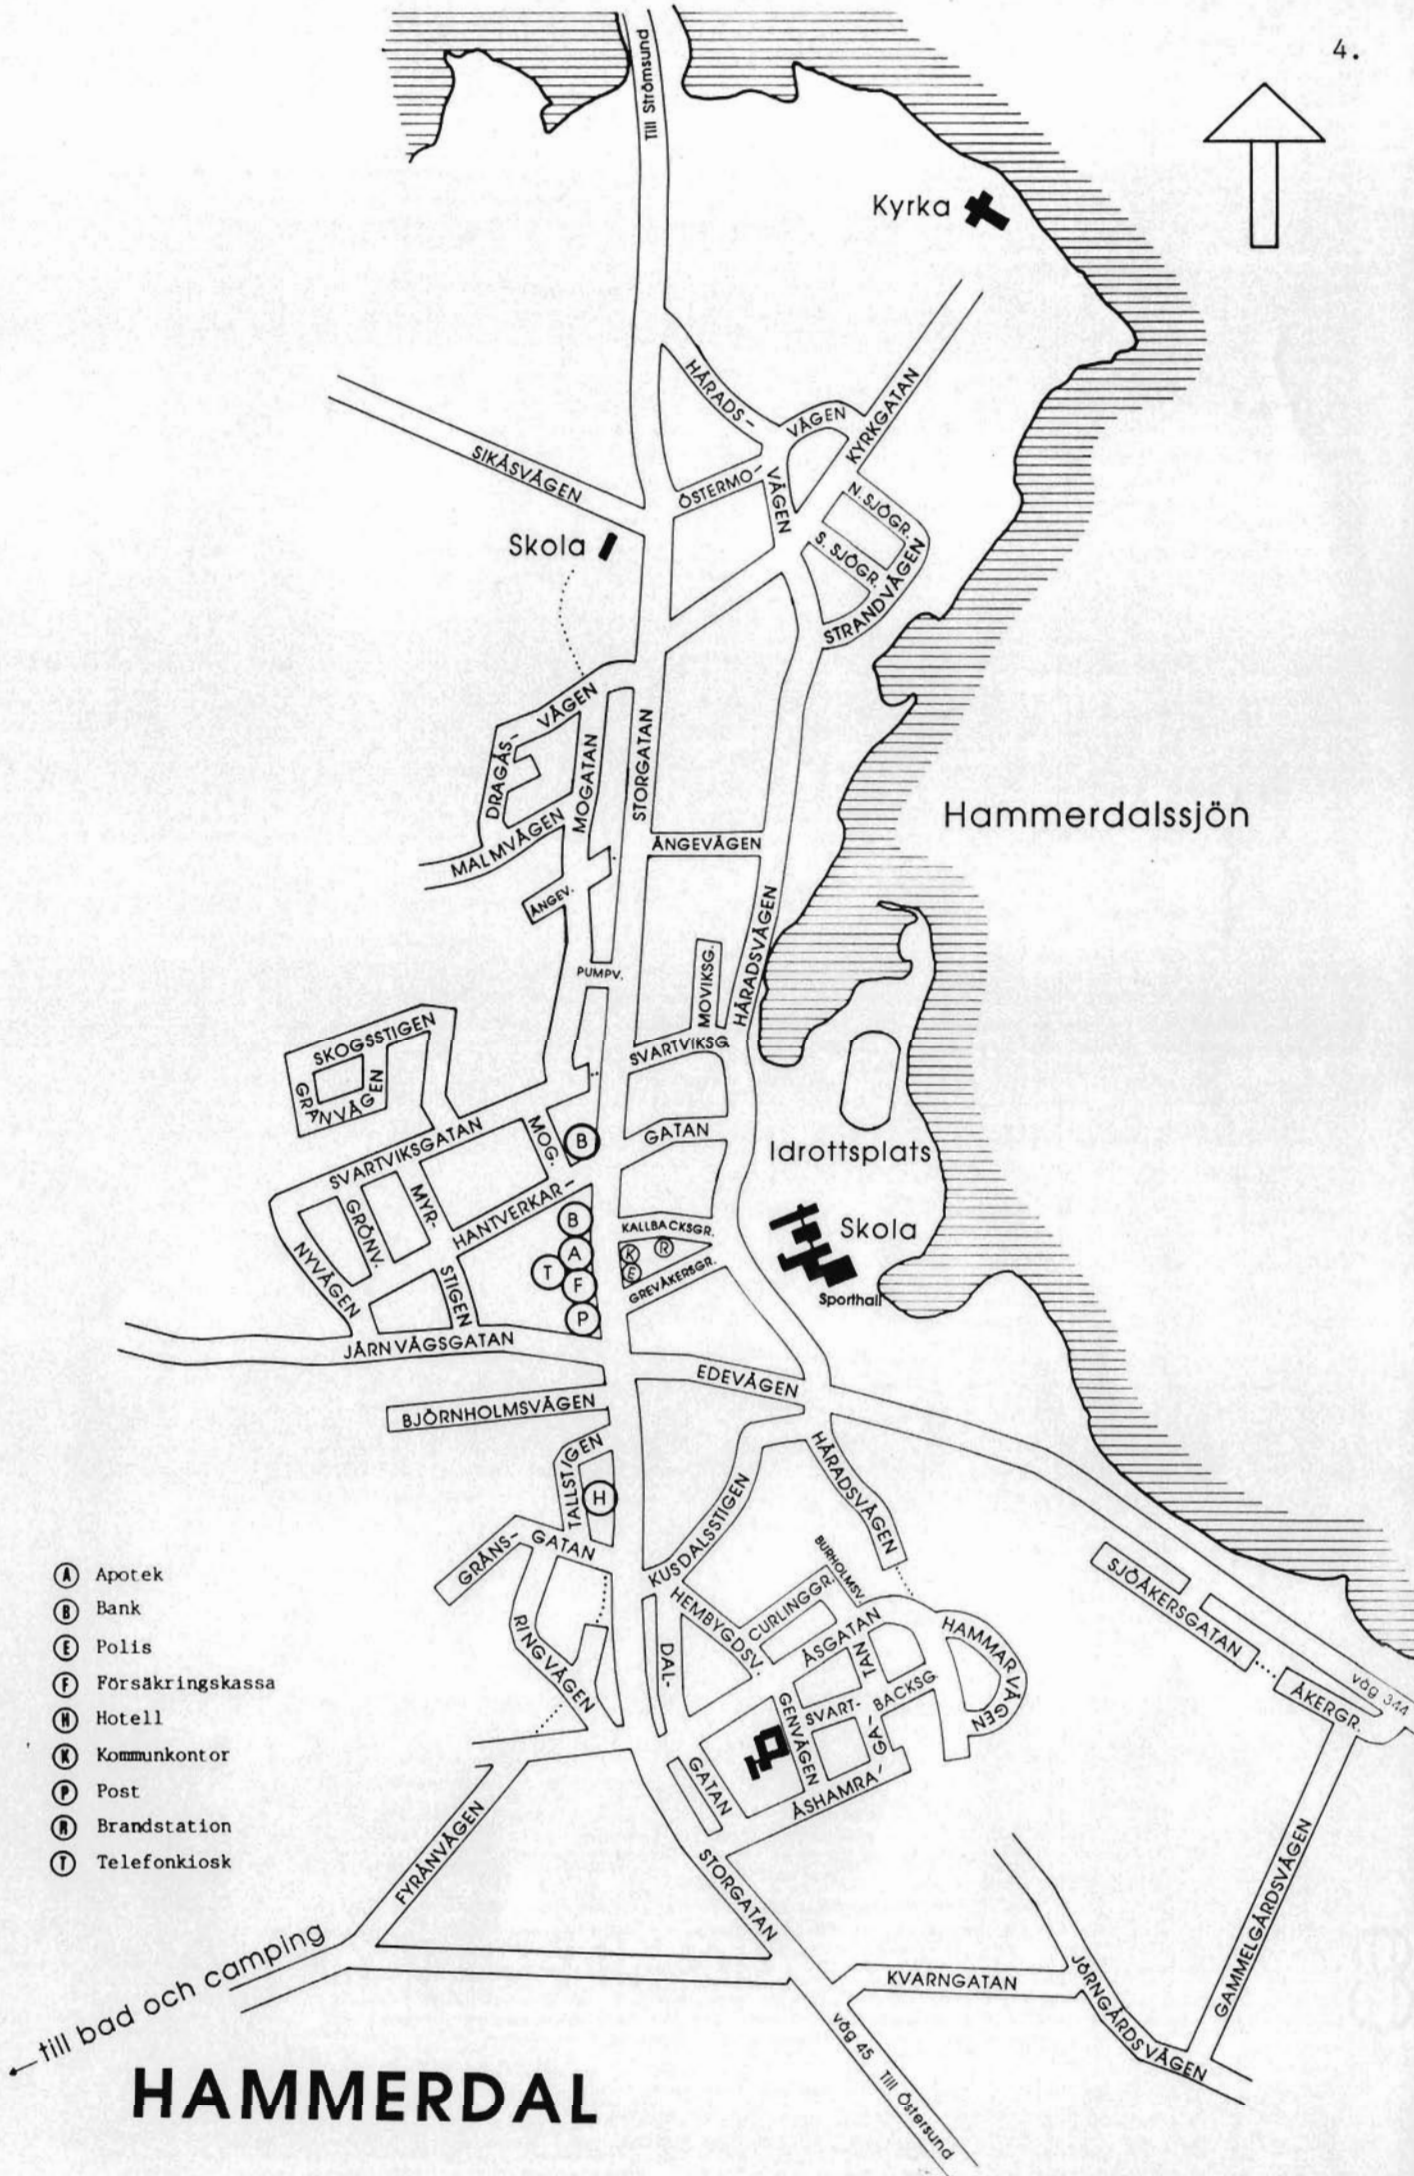 4.
Till Strömsund
Kyrka
HÄRADS-
VÄGEN
KYRKGATAN
SIKÅSVÄGEN
ÖSTERMO-
VÄGEN
N. SJÖGR.
S. SJÖGR.
STRANDVÄGEN
Skola
VÄGEN
DRAGÅS-
MOGATAN
STORGATAN
MALMVÄGEN
Hammerdalssjön
ÄNGEVÄGEN
ÄNGEV.
HÄRADSVÄGEN
MOVIKSG.
PUMPV.
SKOGSSTIGEN
GRANVÄGEN
SVARTVIKSG
SVARTVIKSGATAN
MOG.
B
GATAN
Idrottsplats
MYR-
GRÖNV.
HANTVERKAR-
B
KALLBACKSGR.
Skola
NYVÄGEN
STIGEN
T
A
F
P
K
R
E
GREVÅKERSGR.
Sporthall
JÄRNVÄGSGATAN
EDEVÄGEN
BJÖRNHOLMSVÄGEN
TALLSTIGEN
H
HÄRADSVÄGEN
KUSDALSSTIGEN
GRÄNS-
GATAN
BURHOLMSV.
SJÖÅKERSGATAN
HEMBYGDSV.
CURLINGGR.
RINGVÄGEN
DAL-
ÅSGATAN
TAN
HAMMARVÄGEN
väg 344
ÅKERGR.
GENVÄGEN
SVART-
BACKSG
GA-
GATAN
ÅSHAMRA
A Apotek
B Bank
E Polis
F Försäkringskassa
H Hotell
K Kommunkontor
P Post
R Brandstation
T Telefonkiosk
FYRÅNVÄGEN
STORGATAN
GAMMELGÅRDSVÄGEN
till bad och camping
KVARNGATAN
JÖRNGÅRDSVÄGEN
väg 45 Till Östersund
HAMMERDAL